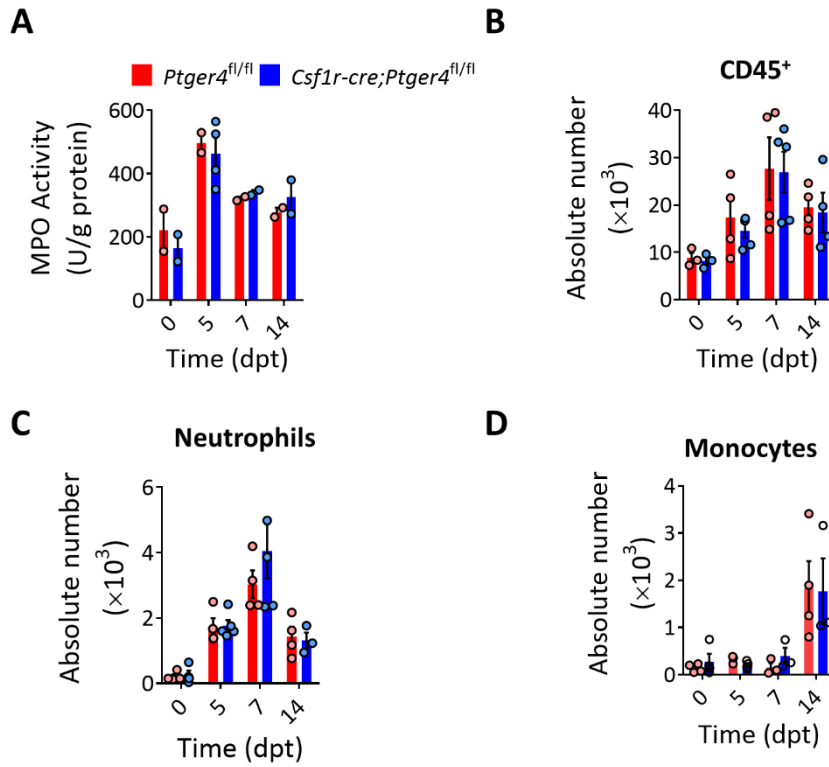 A
Ptger4fl/fl Csf1r-cre;Ptger4fl/fl
MPO Activity
(U/g protein)
600
400
200
0
0 5 7 14
Time (dpt)
B
CD45+
Absolute number
(×103)
40
30
20
10
0
0 5 7 14
Time (dpt)
C
Neutrophils
Absolute number
(×103)
6
4
2
0
0 5 7 14
Time (dpt)
D
Monocytes
Absolute number
(×103)
4
3
2
1
0
0 5 7 14
Time (dpt)